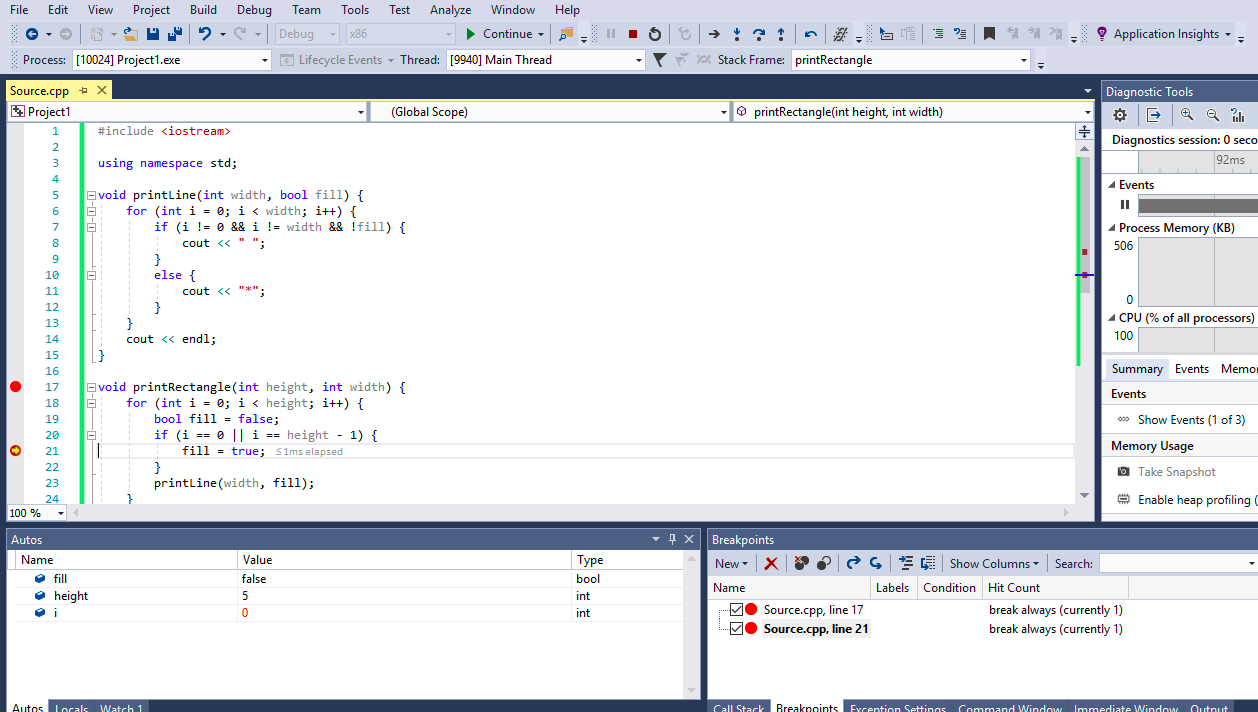 File Edit View Project Build Debug Team Tools Test Analyze Window Help
Debug x86 Continue Application Insights
Process: [10024] Project1.exe Lifecycle Events Thread: [9940] Main Thread Stack Frame: printRectangle
Source.cpp
Project1 (Global Scope) printRectangle(int height, int width)
1 #include <iostream>
2
3 using namespace std;
4
5 void printLine(int width, bool fill) {
6 for (int i = 0; i < width; i++) {
7 if (i != 0 && i != width && !fill) {
8 cout << " ";
9 }
10 else {
11 cout << "*";
12 }
13 }
14 cout << endl;
15 }
16
17 void printRectangle(int height, int width) {
18 for (int i = 0; i < height; i++) {
19 bool fill = false;
20 if (i == 0 || i == height - 1) {
21 fill = true; ≤1ms elapsed
22 }
23 printLine(width, fill);
24 }
100 %
Diagnostic Tools
Diagnostics session: 0 seco
92ms
Events
Process Memory (KB)
506
0
CPU (% of all processors)
100
Summary Events Memo
Events
Show Events (1 of 3)
Memory Usage
Take Snapshot
Enable heap profiling (
Autos
Name Value Type
fill false bool
height 5 int
i 0 int
Autos Locals Watch 1
Breakpoints
New Show Columns Search:
Name Labels Condition Hit Count
Source.cpp, line 17 break always (currently 1)
Source.cpp, line 21 break always (currently 1)
Call Stack Breakpoints Exception Settings Command Window Immediate Window Output